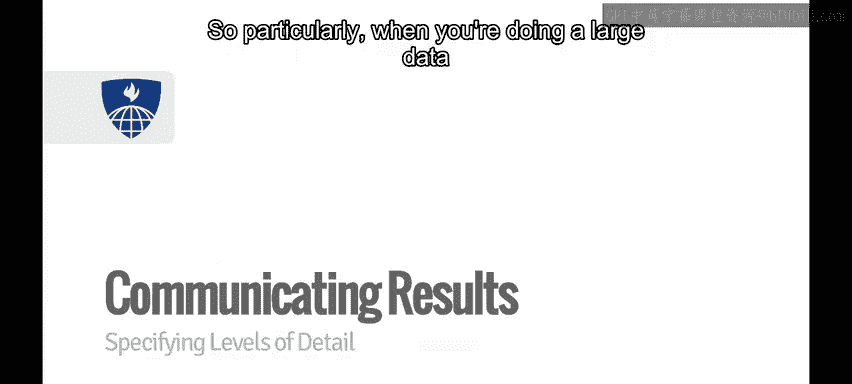 So particularly, when you're doing a large
data
Communicating Results
Specifying Levels of Detail